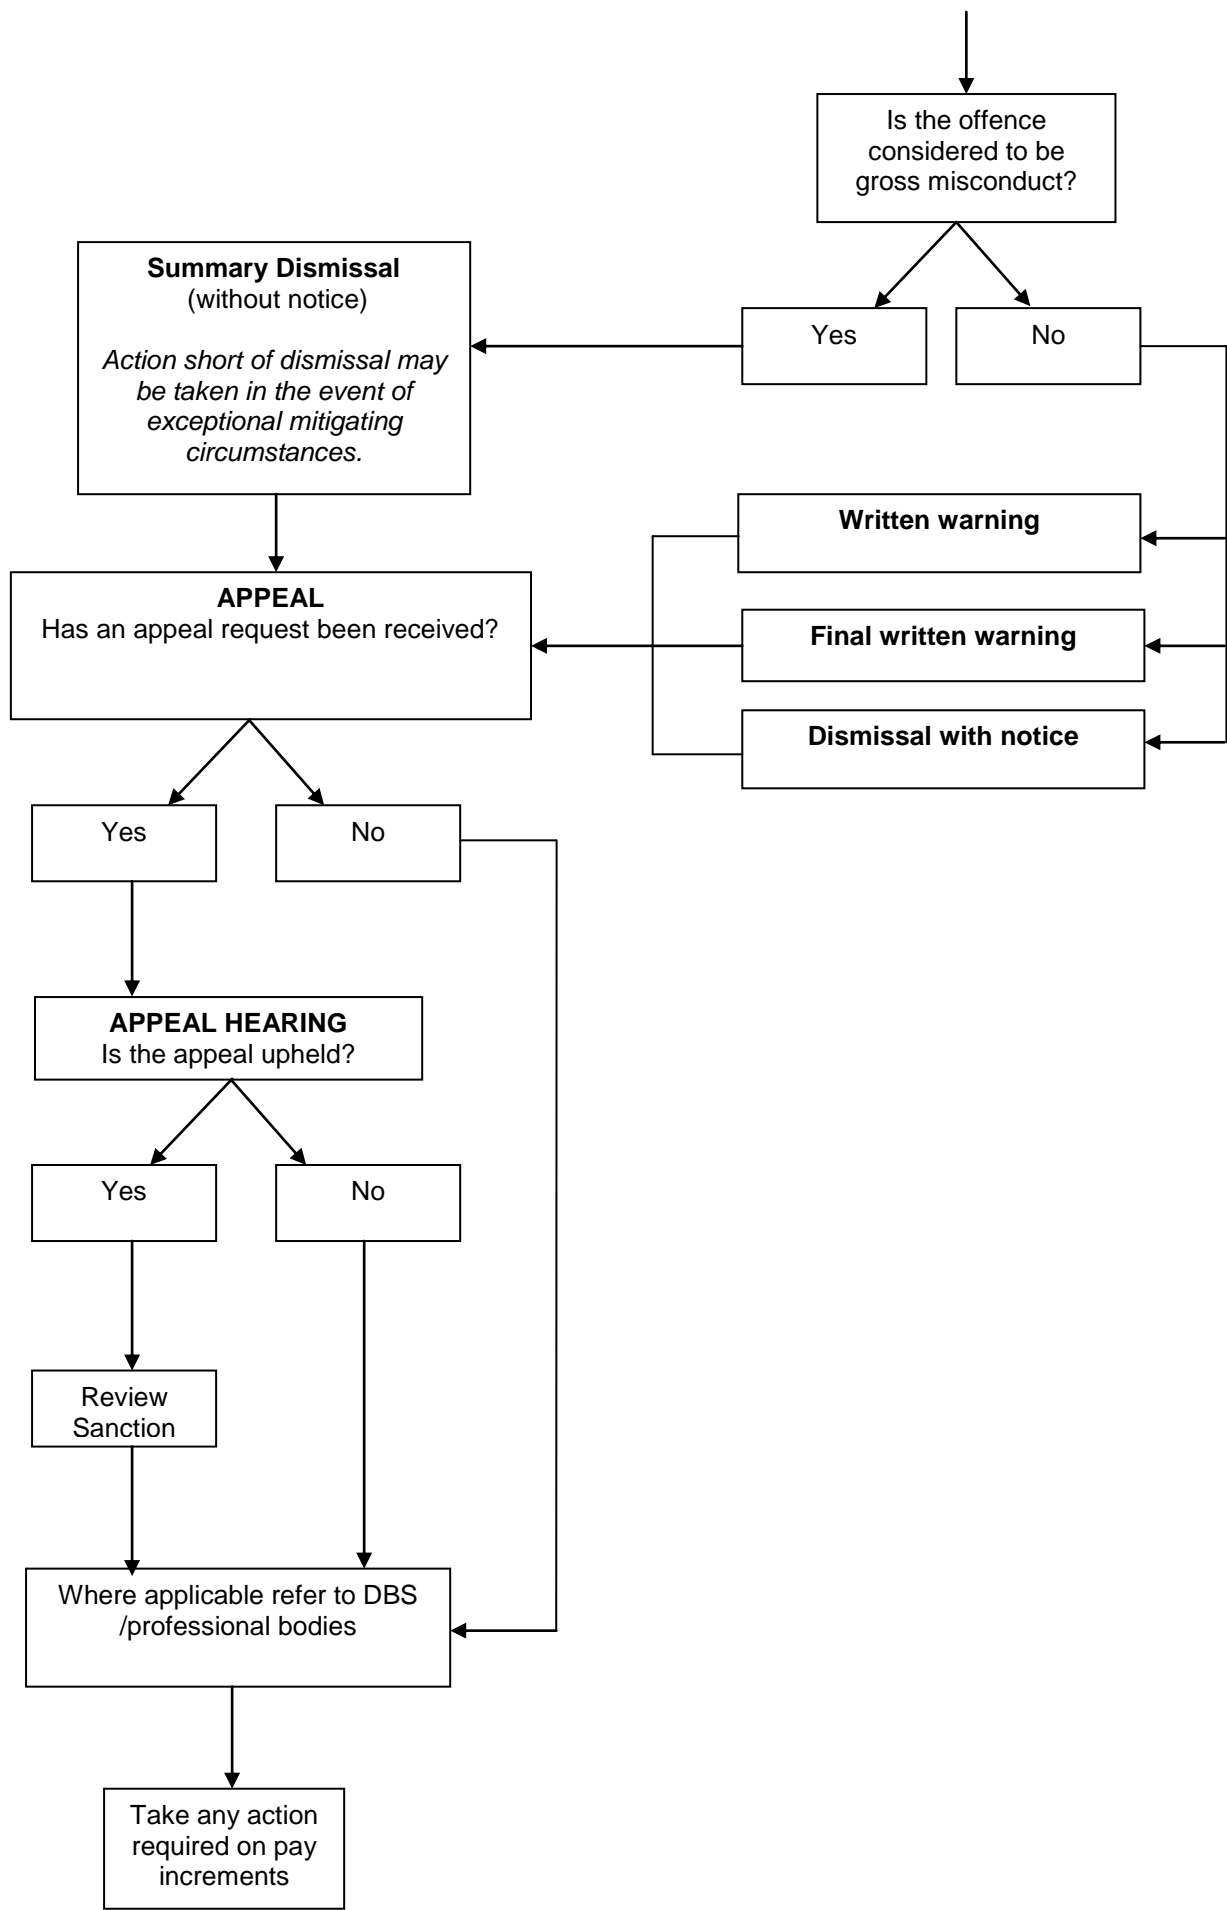 Is the offence
considered to be
gross misconduct?
Summary Dismissal
(without notice)
Action short of dismissal may
be taken in the event of
exceptional mitigating
circumstances.
Yes
No
Written warning
APPEAL
Has an appeal request been received?
Final written warning
Dismissal with notice
Yes
No
APPEAL HEARING
Is the appeal upheld?
Yes
No
Review
Sanction
Where applicable refer to DBS
/professional bodies
Take any action
required on pay
increments